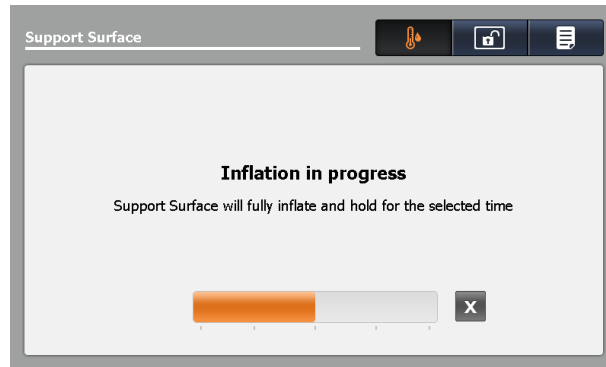 Support Surface
Inflation in progress
Support Surface will fully inflate and hold for the selected time
X